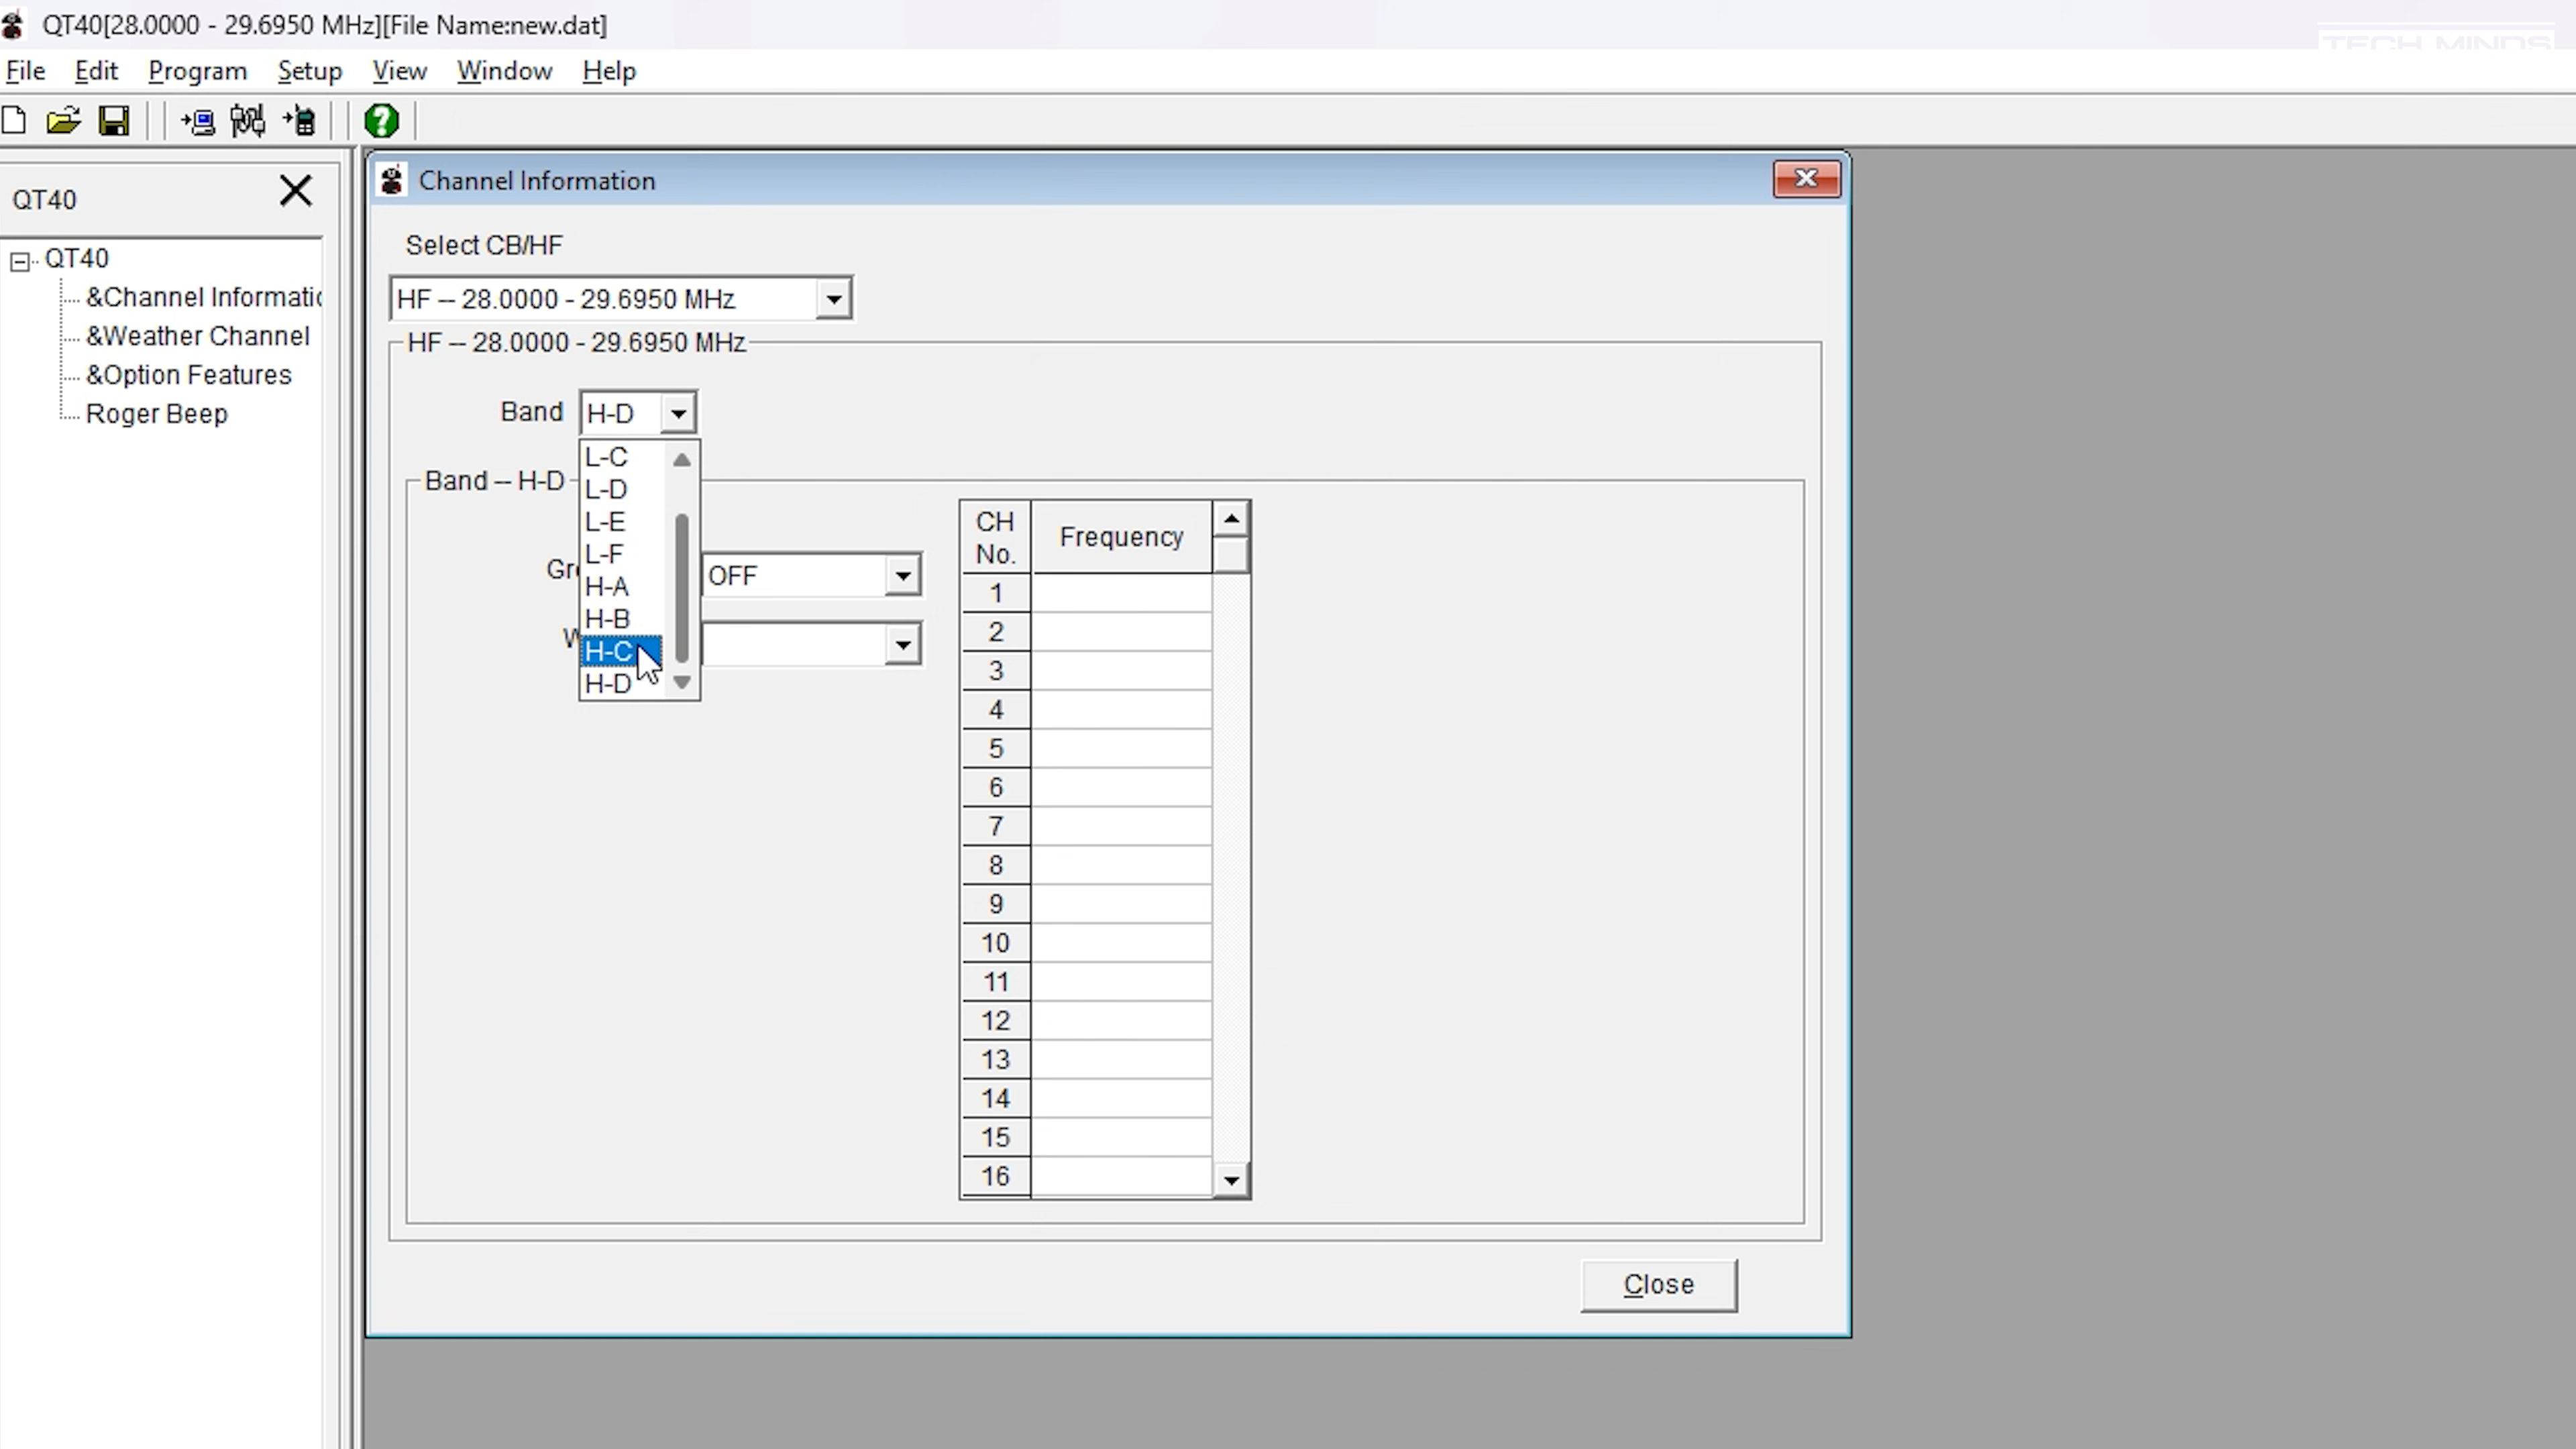 QT40[28.0000 - 29.6950 MHz][File Name:new.dat]
TECH MINDS
File Edit Program Setup View Window Help
QT40
QT40
&Channel Informatic
&Weather Channel
&Option Features
Roger Beep
Channel Information
Select CB/HF
HF -- 28.0000 - 29.6950 MHz
HF -- 28.0000 - 29.6950 MHz
Band H-D
L-C
L-D
L-E
L-F
H-A
H-B
H-C
H-D
Band -- H-D
OFF
CH No. Frequency
1
2
3
4
5
6
7
8
9
10
11
12
13
14
15
16
Close